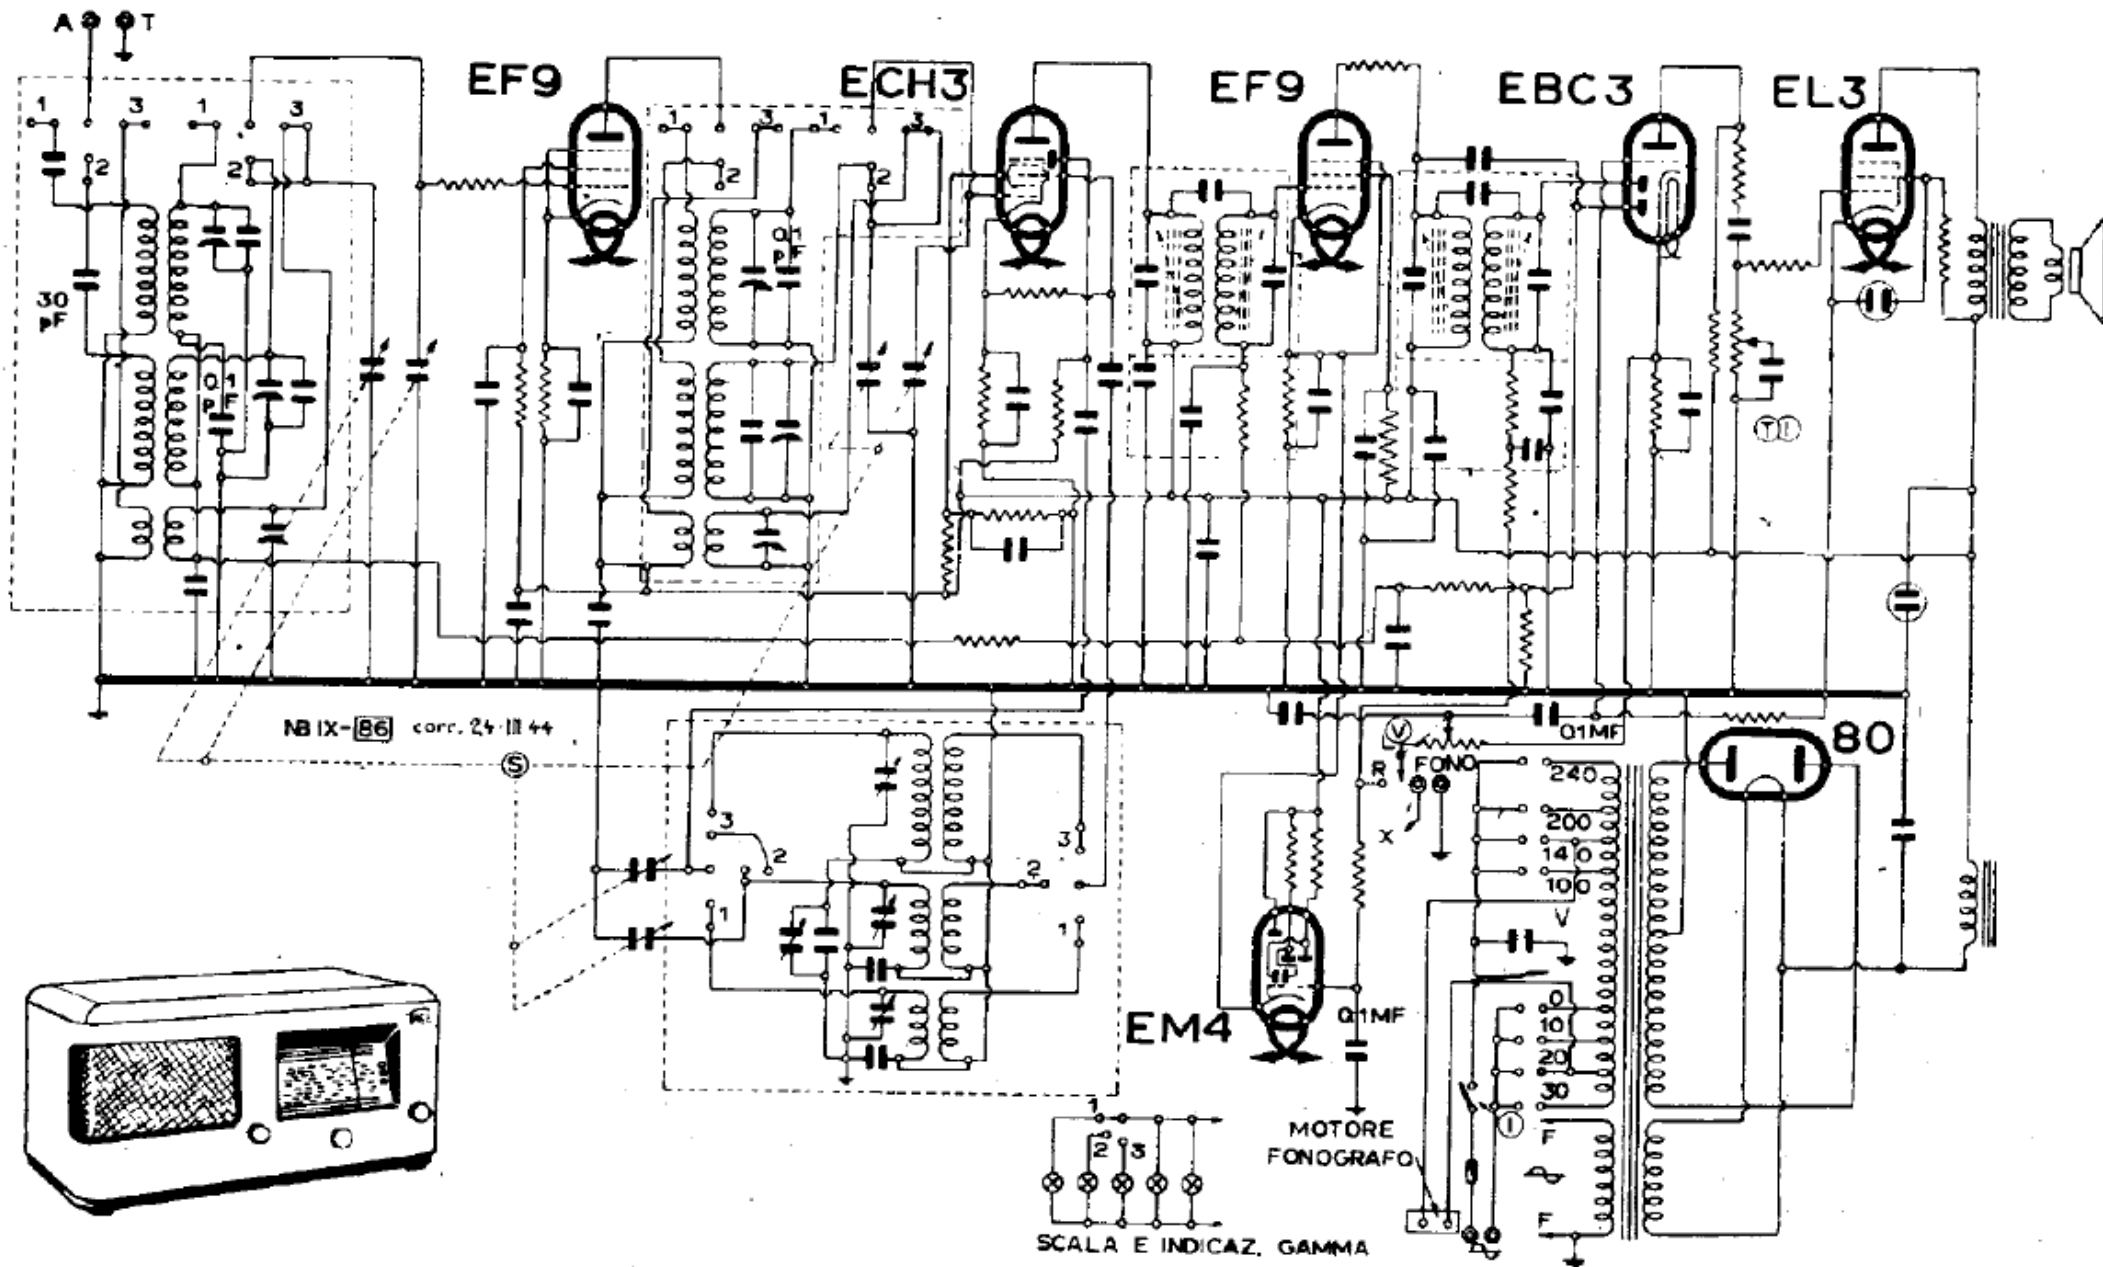 A T
EF9
ECH3
EF9
EBC3
EL3
1 3 1 3
2 2
1 3 1 3
2 2
30
pF
0,1
pF
0,1
pF
T I
NB IX-86 corr. 24-III 44
S
3
2
1
3
2
1
V
R
FONO
X
0.1MF
80
240
200
140
100
V
0
10
20
30
I
F
F
EM4
0.1MF
MOTORE
FONOGRAFO
1
2 3
SCALA E INDICAZ. GAMMA